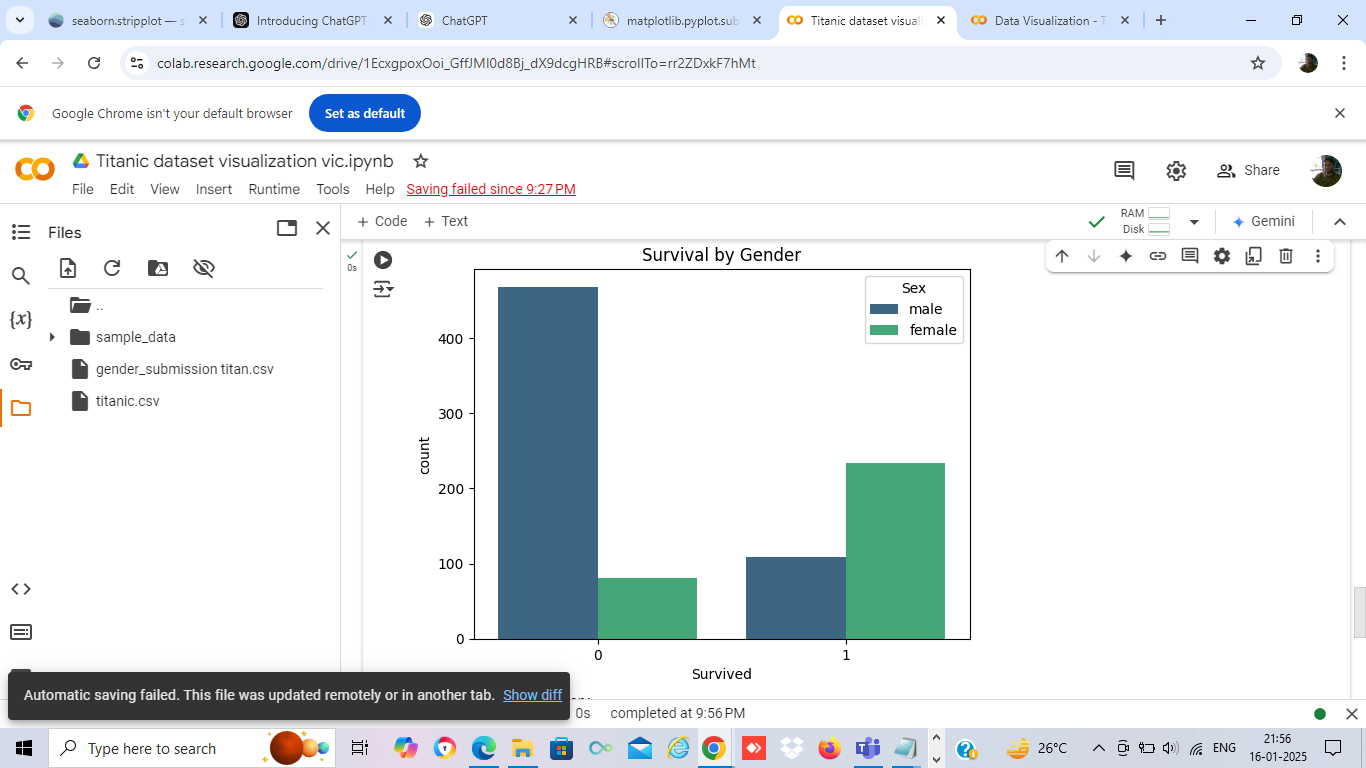 seaborn.stripplot — s
Introducing ChatGPT
ChatGPT
matplotlib.pyplot.sub
Titanic dataset visuali
Data Visualization - T
colab.research.google.com/drive/1EcxgpoxOoi_GffJMI0d8Bj_dX9dcgHRB#scrollTo=rr2ZDxkF7hMt
Google Chrome isn't your default browser
Set as default
Titanic dataset visualization vic.ipynb
File Edit View Insert Runtime Tools Help Saving failed since 9:27 PM
Share
Files
+ Code + Text
RAM
Disk
Gemini
..
sample_data
gender_submission titan.csv
titanic.csv
{x}
0s
Survival by Gender
Sex
male
female
count
400
300
200
100
0
0 1
Survived
Automatic saving failed. This file was updated remotely or in another tab. Show diff
0s completed at 9:56 PM
Type here to search
26°C
ENG
21:56
16-01-2025